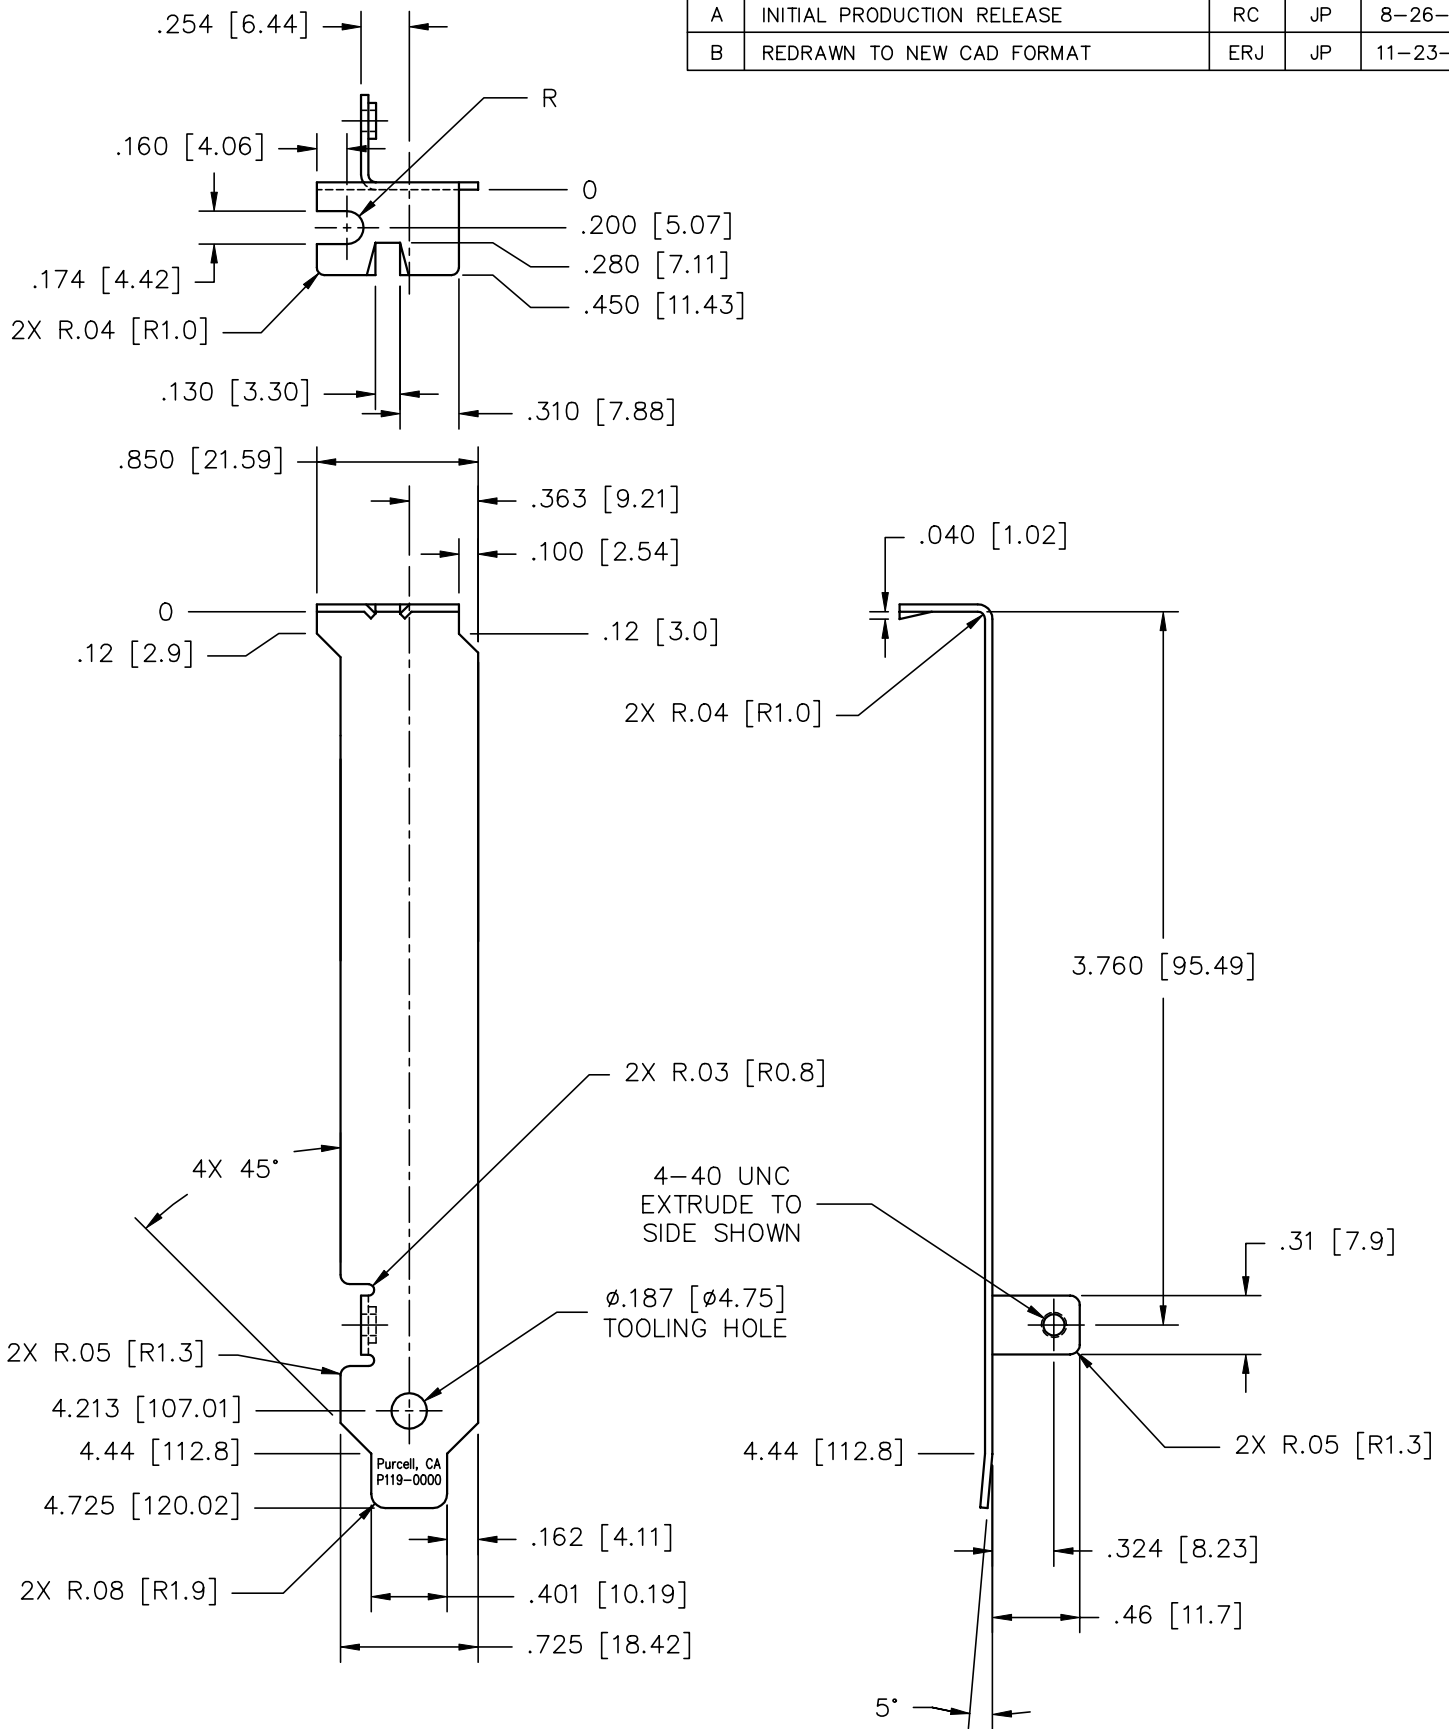 A INITIAL PRODUCTION RELEASE RC JP 8-26-
B REDRAWN TO NEW CAD FORMAT ERJ JP 11-23-
.254 [6.44]
R
.160 [4.06]
0
.200 [5.07]
.174 [4.42]
.280 [7.11]
.450 [11.43]
2X R.04 [R1.0]
.130 [3.30]
.310 [7.88]
.850 [21.59]
.363 [9.21]
.100 [2.54]
.040 [1.02]
0
.12 [3.0]
.12 [2.9]
2X R.04 [R1.0]
3.760 [95.49]
2X R.03 [R0.8]
4X 45°
4-40 UNC
EXTRUDE TO
SIDE SHOWN
.31 [7.9]
ø.187 [ø4.75]
TOOLING HOLE
2X R.05 [R1.3]
4.213 [107.01]
4.44 [112.8]
Purcell, CA
P119-0000
4.44 [112.8]
2X R.05 [R1.3]
4.725 [120.02]
.162 [4.11]
.324 [8.23]
2X R.08 [R1.9]
.401 [10.19]
.46 [11.7]
.725 [18.42]
5°